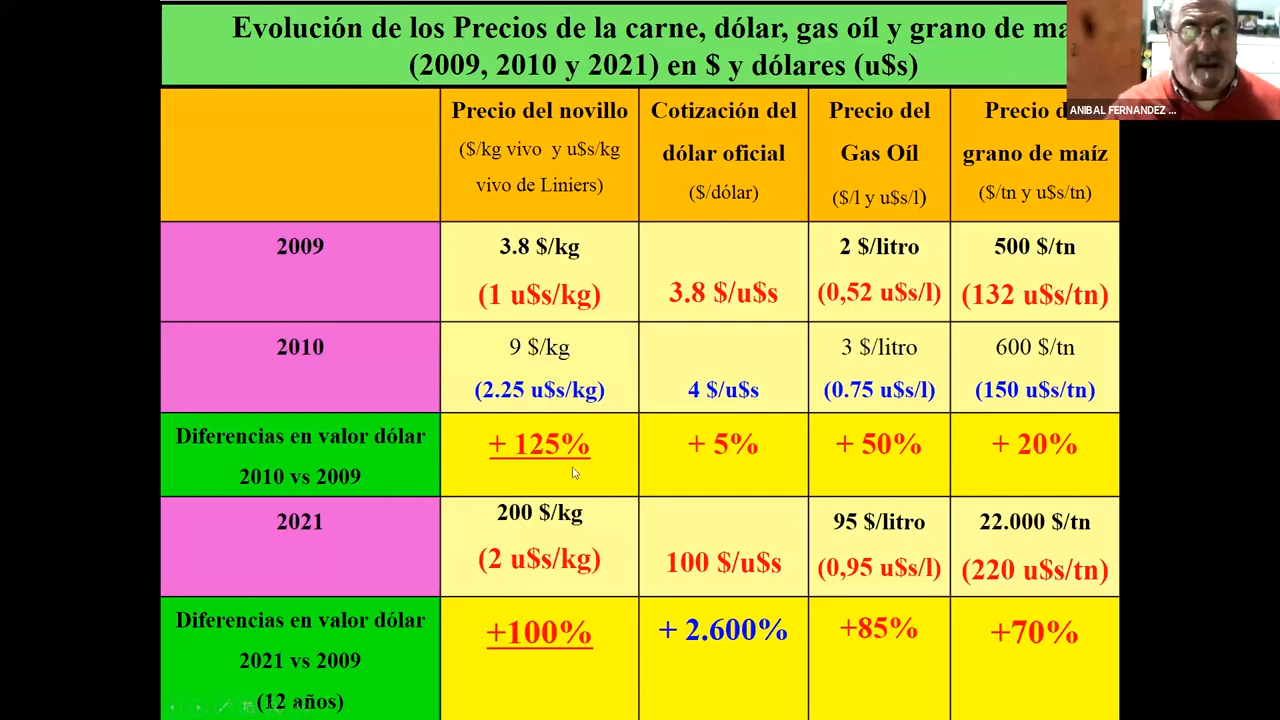 Evolución de los Precios de la carne, dólar, gas oíl y grano de
(2009, 2010 y 2021) en $ y dólares (u$s)
ANIBAL FERNANDEZ ...
Precio del novillo
($/kg vivo y u$s/kg
vivo de Liniers)
Cotización del
dólar oficial
($/dólar)
Precio del
Gas Oíl
($/l y u$s/l)
Precio
grano de maíz
($/tn y u$s/tn)
2009
3.8 $/kg
(1 u$s/kg)
3.8 $/u$s
2 $/litro
(0,52 u$s/l)
500 $/tn
(132 u$s/tn)
2010
9 $/kg
(2.25 u$s/kg)
4 $/u$s
3 $/litro
(0.75 u$s/l)
600 $/tn
(150 u$s/tn)
Diferencias en valor dólar
2010 vs 2009
+ 125%
+ 5%
+ 50%
+ 20%
2021
200 $/kg
(2 u$s/kg)
100 $/u$s
95 $/litro
(0,95 u$s/l)
22.000 $/tn
(220 u$s/tn)
Diferencias en valor dólar
2021 vs 2009
(12 años)
+100%
+ 2.600%
+85%
+70%